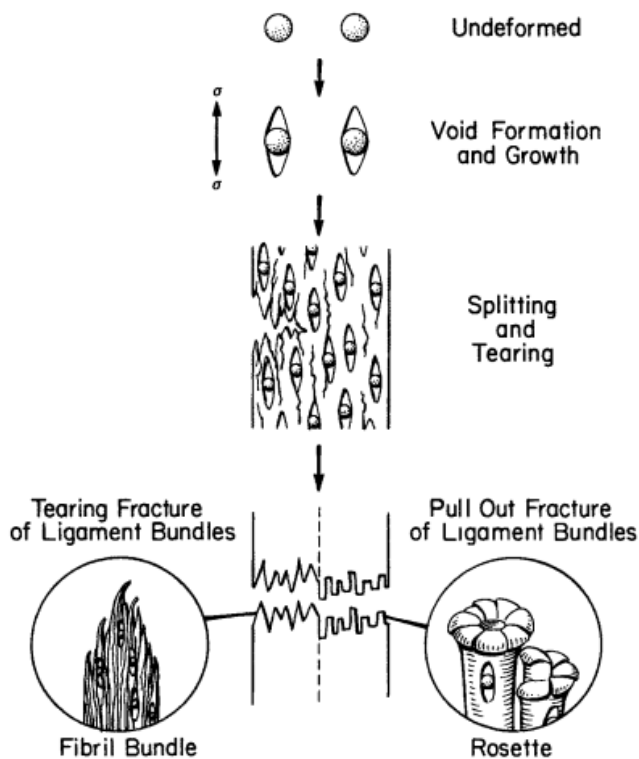 Undeformed
σ
σ
Void Formation
and Growth
Splitting
and
Tearing
Tearing Fracture
of Ligament Bundles
Pull Out Fracture
of Ligament Bundles
Fibril Bundle
Rosette